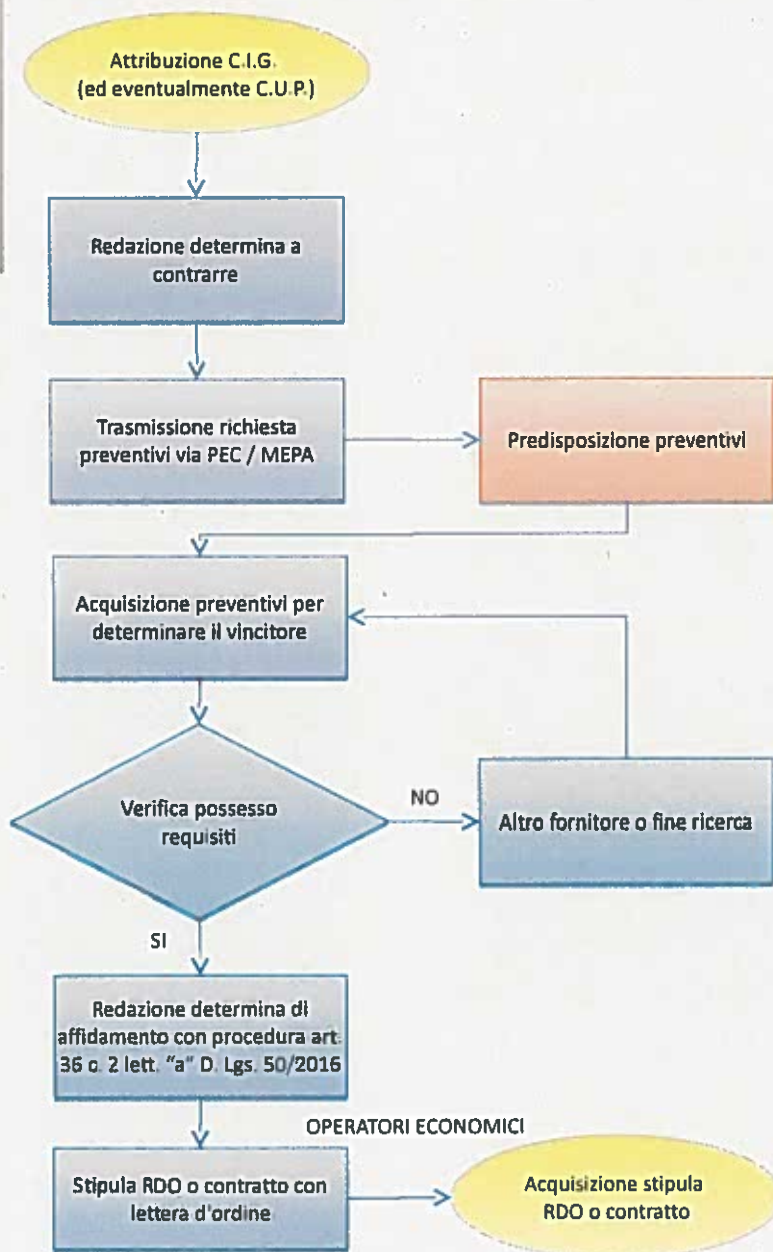 Attribuzione C.I.G.
(ed eventualmente C.U.P.)
Redazione determina a
contrarre
Trasmissione richiesta
preventivi via PEC / MEPA
Predisposizione preventivi
Acquisizione preventivi per
determinare il vincitore
Verifica possesso
requisiti
NO
Altro fornitore o fine ricerca
SI
Redazione determina di
affidamento con procedura art.
36 c. 2 lett. "a" D. Lgs. 50/2016
OPERATORI ECONOMICI
Stipula RDO o contratto con
lettera d'ordine
Acquisizione stipula
RDO o contratto